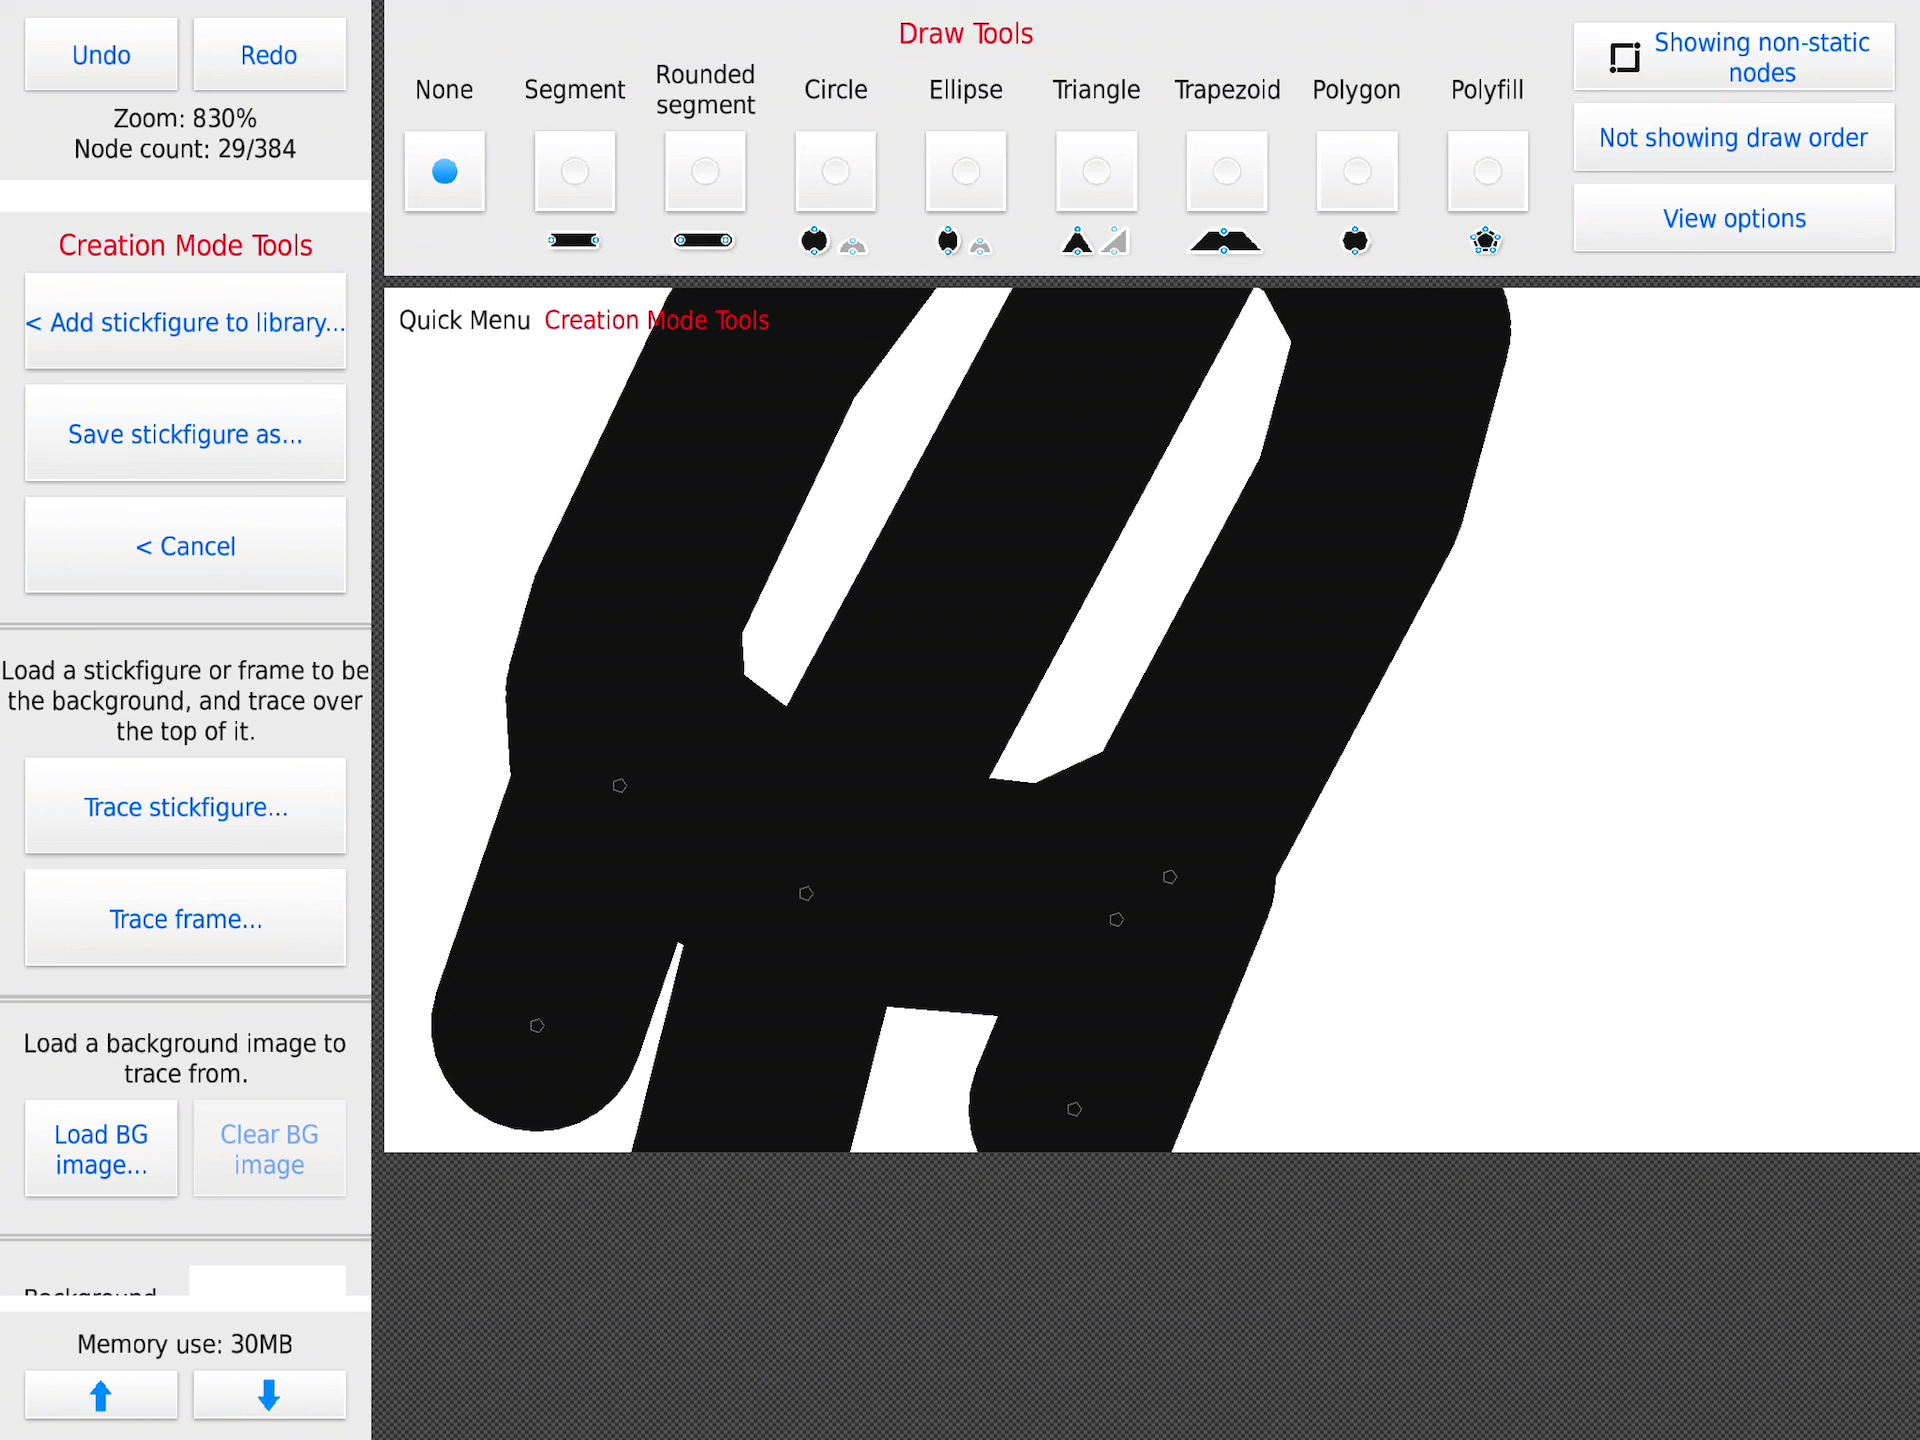 Undo
Redo
Zoom: 830%
Node count: 29/384
Creation Mode Tools
< Add stickfigure to library...
Save stickfigure as...
< Cancel
Load a stickfigure or frame to be
the background, and trace over
the top of it.
Trace stickfigure...
Trace frame...
Load a background image to
trace from.
Load BG
image...
Clear BG
image
Background
Memory use: 30MB
Draw Tools
None
Segment
Rounded
segment
Circle
Ellipse
Triangle
Trapezoid
Polygon
Polyfill
Showing non-static
nodes
Not showing draw order
View options
Quick Menu Creation Mode Tools